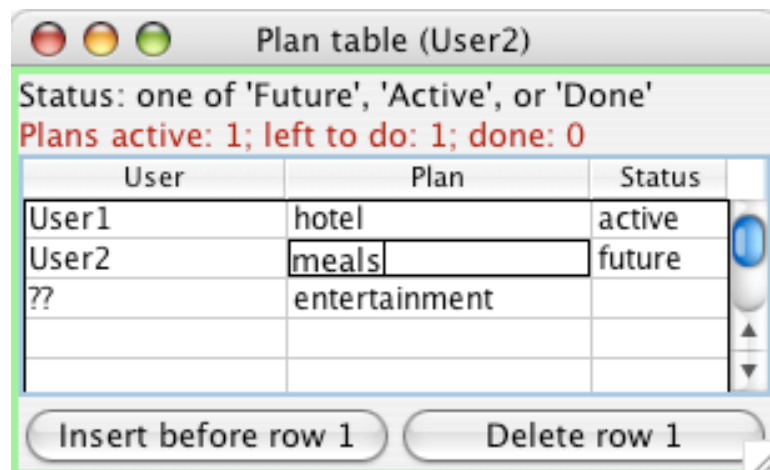 Plan table (User2)
Status: one of 'Future', 'Active', or 'Done'
Plans active: 1; left to do: 1; done: 0
User Plan Status
User1 hotel active
User2 meals future
?? entertainment
Insert before row 1 Delete row 1